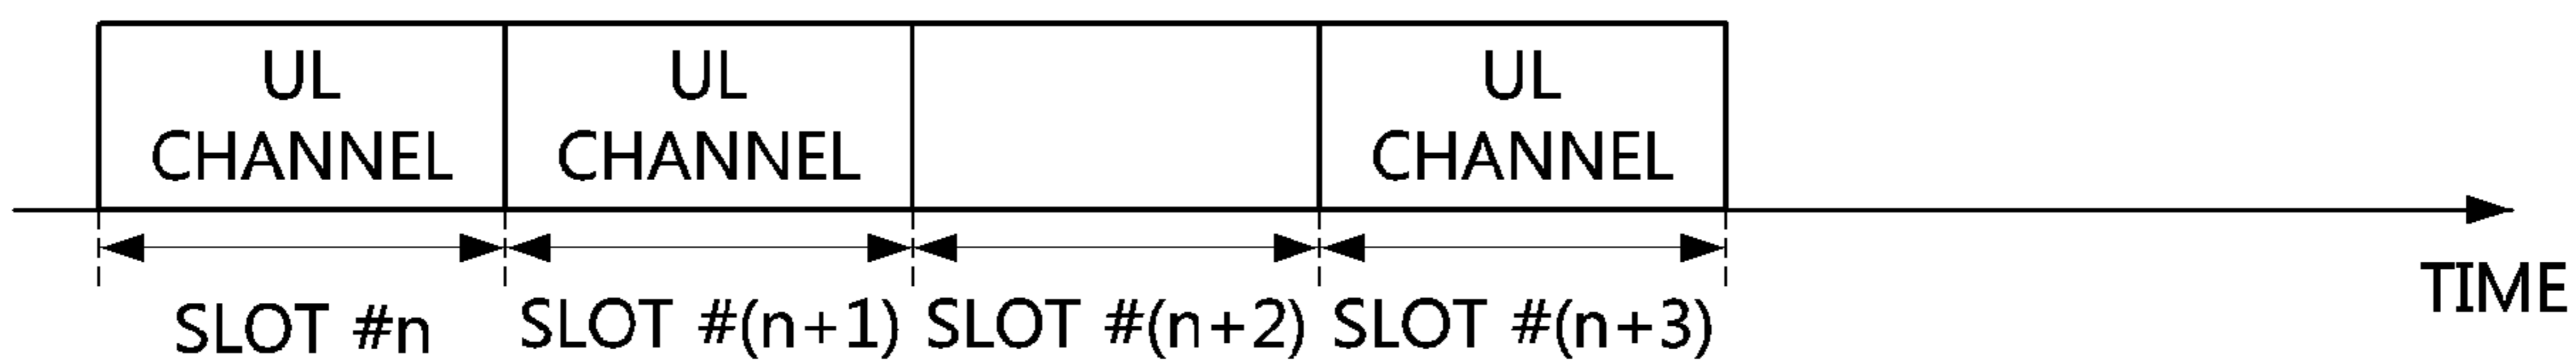 UL
CHANNEL
UL
CHANNEL
UL
CHANNEL
SLOT #n
SLOT #(n+1)
SLOT #(n+2)
SLOT #(n+3)
TIME